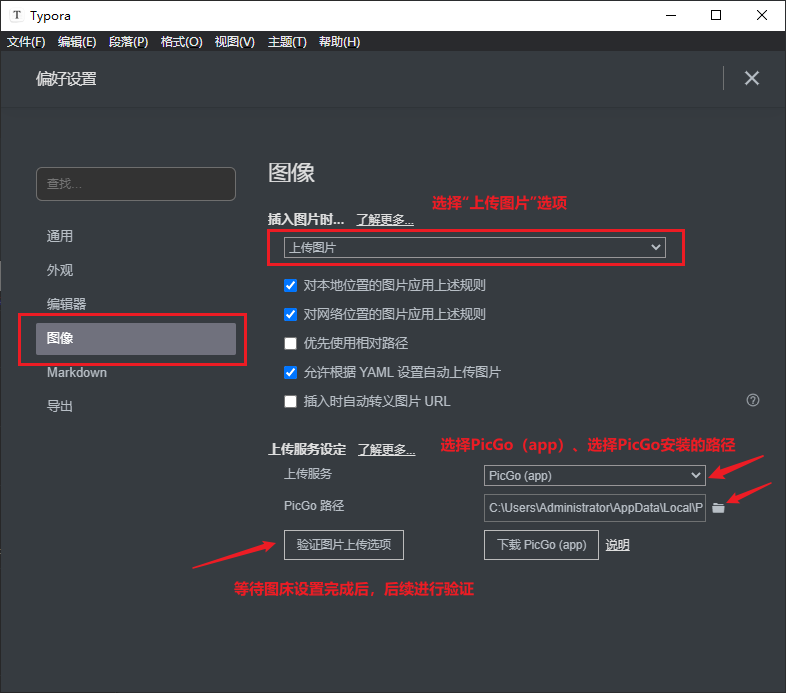 Typora
文件(F) 编辑(E) 段落(P) 格式(O) 视图(V) 主题(T) 帮助(H)
偏好设置
查找...
通用
外观
编辑器
图像
Markdown
导出
图像
选择“上传图片”选项
插入图片时... 了解更多...
上传图片
对本地位置的图片应用上述规则
对网络位置的图片应用上述规则
优先使用相对路径
允许根据 YAML 设置自动上传图片
插入时自动转义图片 URL
选择PicGo（app）、选择PicGo安装的路径
上传服务设定 了解更多...
上传服务 PicGo (app)
PicGo 路径 C:\Users\Administrator\AppData\Local\P
验证图片上传选项 下载 PicGo (app) 说明
等待图床设置完成后，后续进行验证